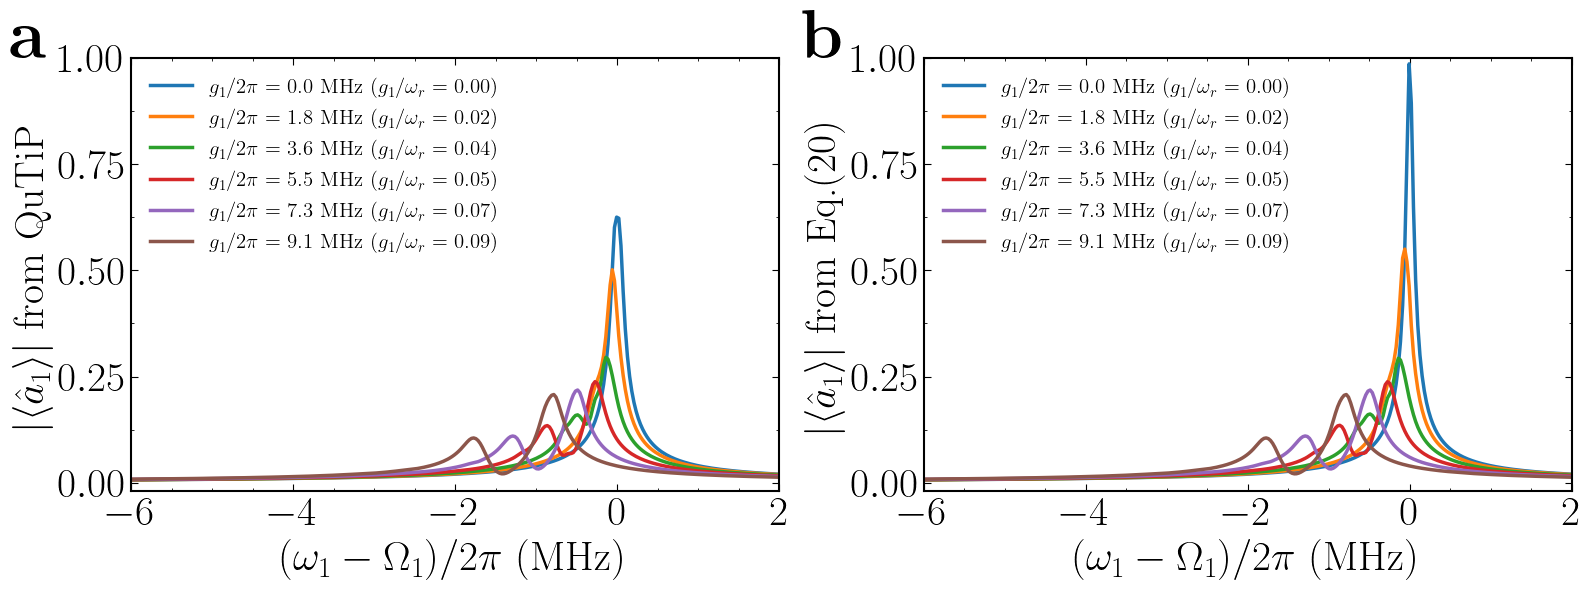 a
|⟨â₁⟩| from QuTiP
1.00
0.75
0.50
0.25
0.00
g₁/2π = 0.0 MHz (g₁/ωᵣ = 0.00)
g₁/2π = 1.8 MHz (g₁/ωᵣ = 0.02)
g₁/2π = 3.6 MHz (g₁/ωᵣ = 0.04)
g₁/2π = 5.5 MHz (g₁/ωᵣ = 0.05)
g₁/2π = 7.3 MHz (g₁/ωᵣ = 0.07)
g₁/2π = 9.1 MHz (g₁/ωᵣ = 0.09)
−6 −4 −2 0 2
(ω₁ − Ω₁)/2π (MHz)
b
|⟨â₁⟩| from Eq.(20)
1.00
0.75
0.50
0.25
0.00
g₁/2π = 0.0 MHz (g₁/ωᵣ = 0.00)
g₁/2π = 1.8 MHz (g₁/ωᵣ = 0.02)
g₁/2π = 3.6 MHz (g₁/ωᵣ = 0.04)
g₁/2π = 5.5 MHz (g₁/ωᵣ = 0.05)
g₁/2π = 7.3 MHz (g₁/ωᵣ = 0.07)
g₁/2π = 9.1 MHz (g₁/ωᵣ = 0.09)
−6 −4 −2 0 2
(ω₁ − Ω₁)/2π (MHz)